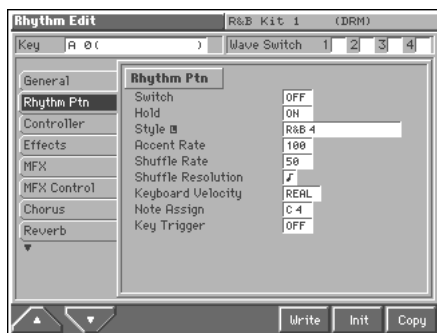 Rhythm Edit R&B Kit 1 (DRM)
Key A 0( ) Wave Switch 1 2 3 4
General
Rhythm Ptn
Controller
Effects
MFX
MFX Control
Chorus
Reverb
Rhythm Ptn
Switch OFF
Hold ON
Style L R&B 4
Accent Rate 100
Shuffle Rate 50
Shuffle Resolution
Keyboard Velocity REAL
Note Assign C 4
Key Trigger OFF
Write Init Copy